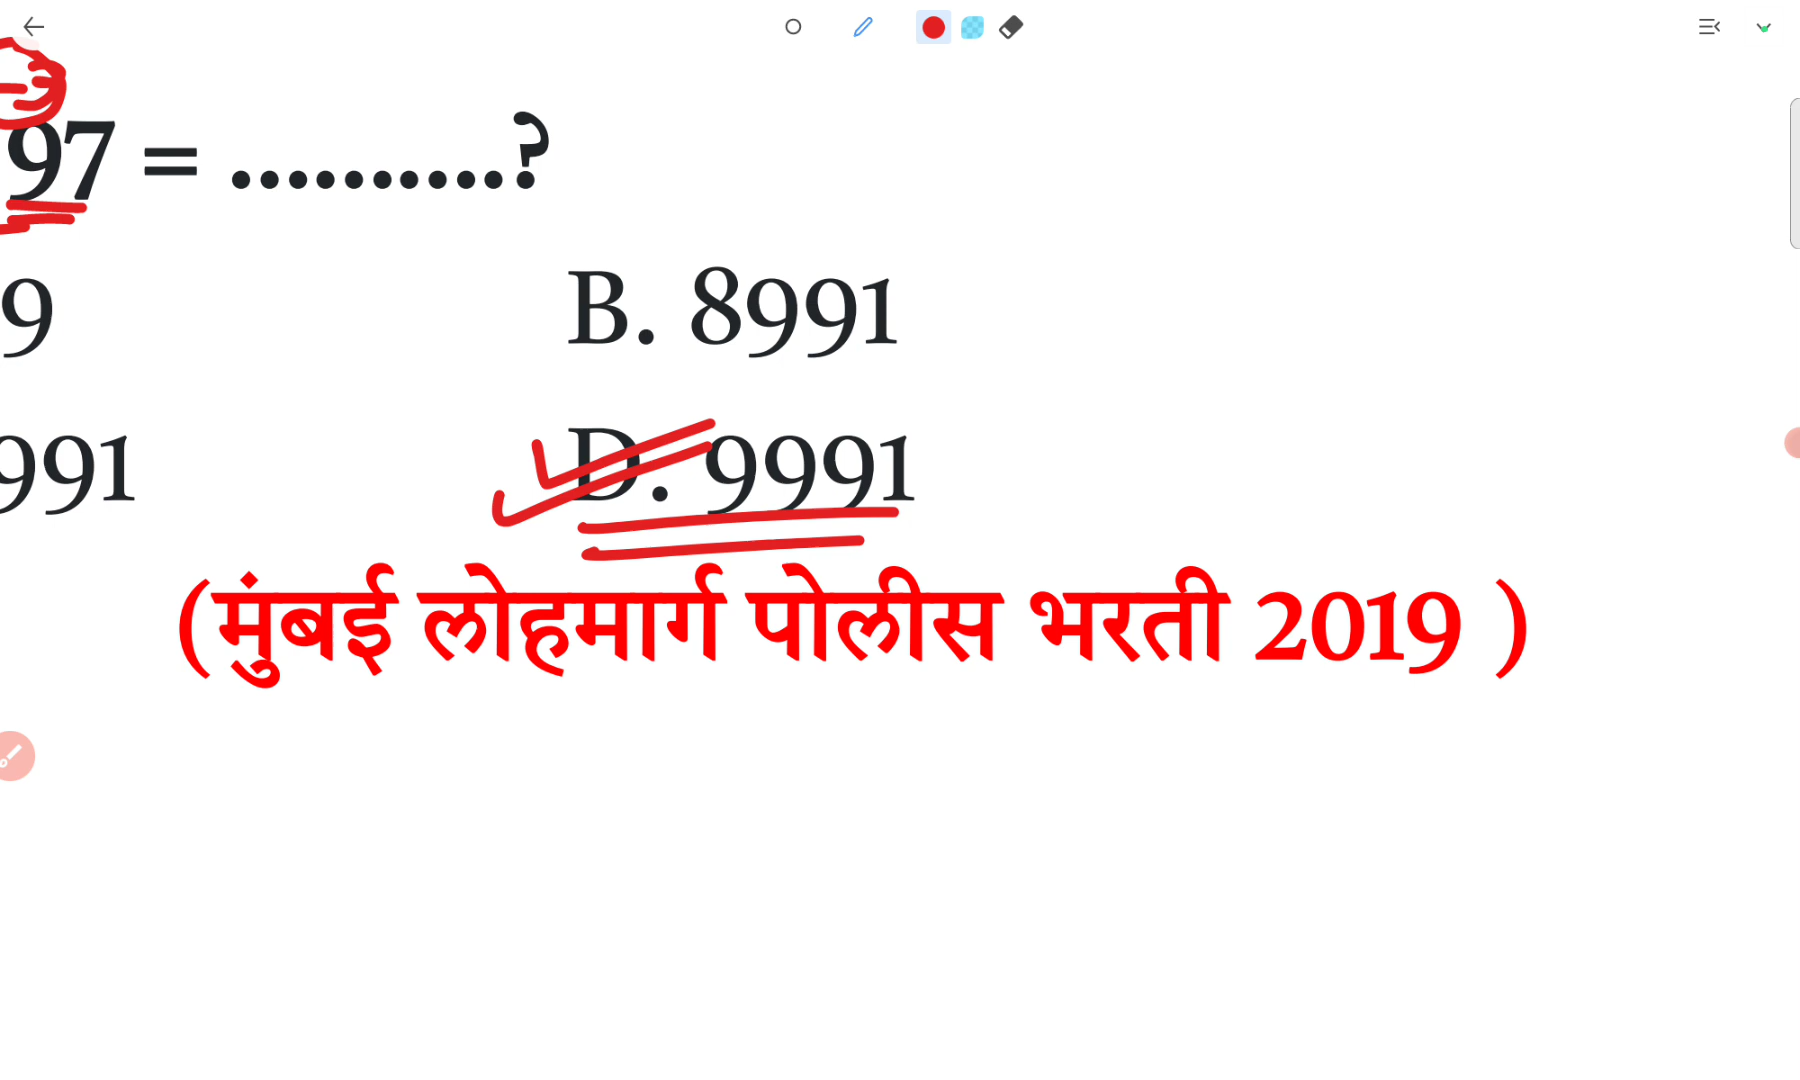 97 = ..........?
9 B. 8991
991 D. 9991
(मुंबई लोहमार्ग पोलीस भरती 2019 )